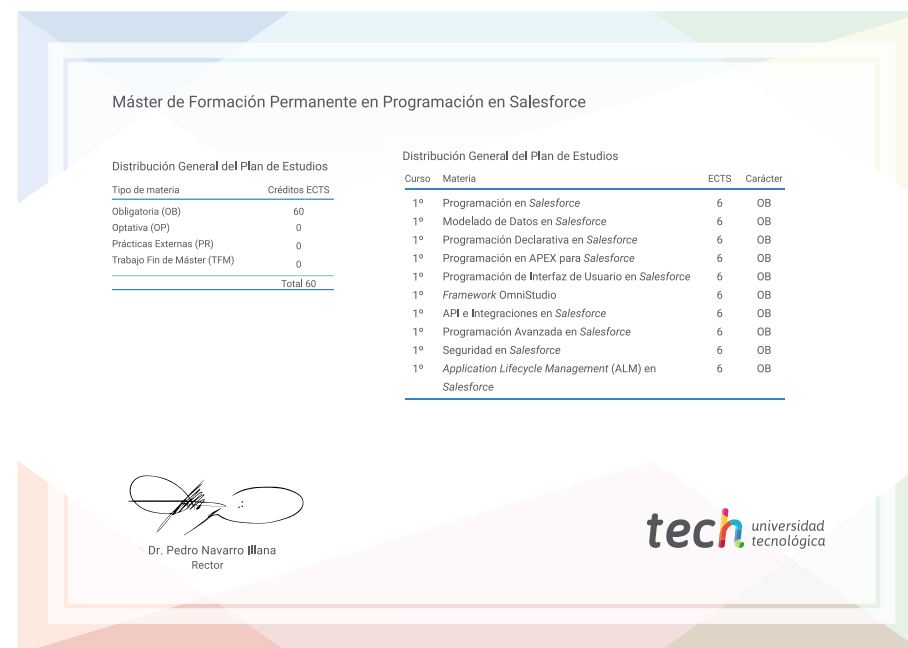 Máster de Formación Permanente en Programación en Salesforce
Distribución General del Plan de Estudios
Tipo de materia Créditos ECTS
Obligatoria (OB) 60
Optativa (OP) 0
Prácticas Externas (PR) 0
Trabajo Fin de Máster (TFM) 0
Total 60
Distribución General del Plan de Estudios
Curso Materia ECTS Carácter
1º Programación en Salesforce 6 OB
1º Modelado de Datos en Salesforce 6 OB
1º Programación Declarativa en Salesforce 6 OB
1º Programación en APEX para Salesforce 6 OB
1º Programación de Interfaz de Usuario en Salesforce 6 OB
1º Framework OmniStudio 6 OB
1º API e Integraciones en Salesforce 6 OB
1º Programación Avanzada en Salesforce 6 OB
1º Seguridad en Salesforce 6 OB
1º Application Lifecycle Management (ALM) en 6 OB
Salesforce
Dr. Pedro Navarro Illana
Rector
tech universidad
tecnológica